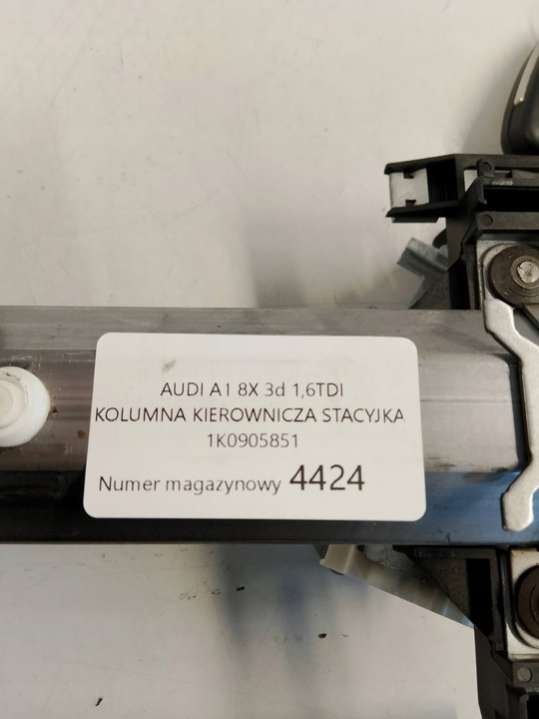 AUDI A1 8X 3d 1,6TDI
KOLUMNA KIEROWNICZA STACYJKA
1K0905851
Numer magazynowy 4424